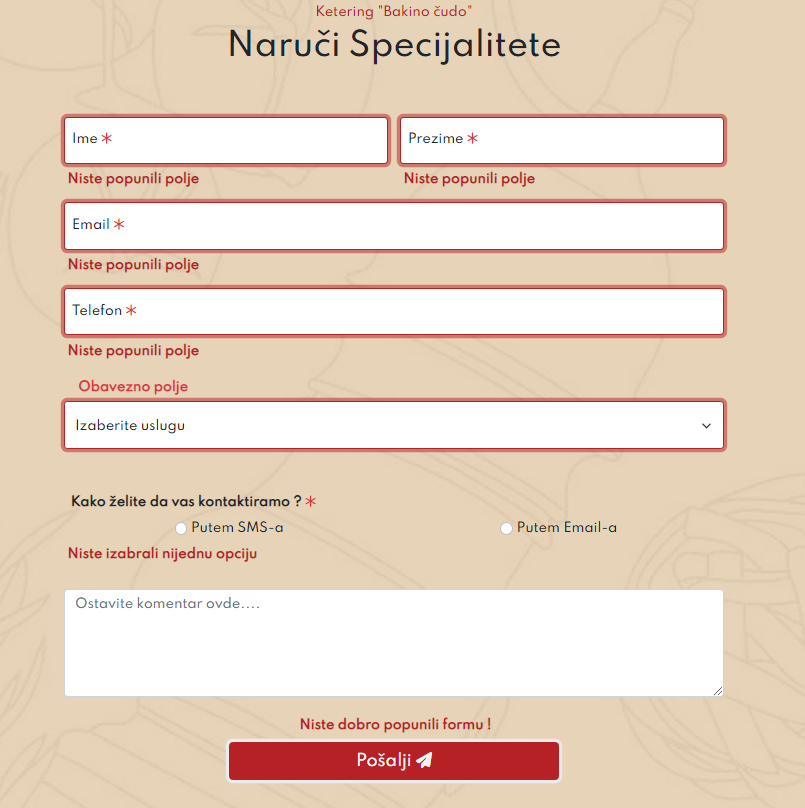 Ketering "Bakino čudo"
Naruči Specijalitete
Ime *
Prezime *
Niste popunili polje
Niste popunili polje
Email *
Niste popunili polje
Telefon *
Niste popunili polje
Obavezno polje
Izaberite uslugu
Kako želite da vas kontaktiramo ? *
Putem SMS-a
Putem Email-a
Niste izabrali nijednu opciju
Ostavite komentar ovde....
Niste dobro popunili formu !
Pošalji